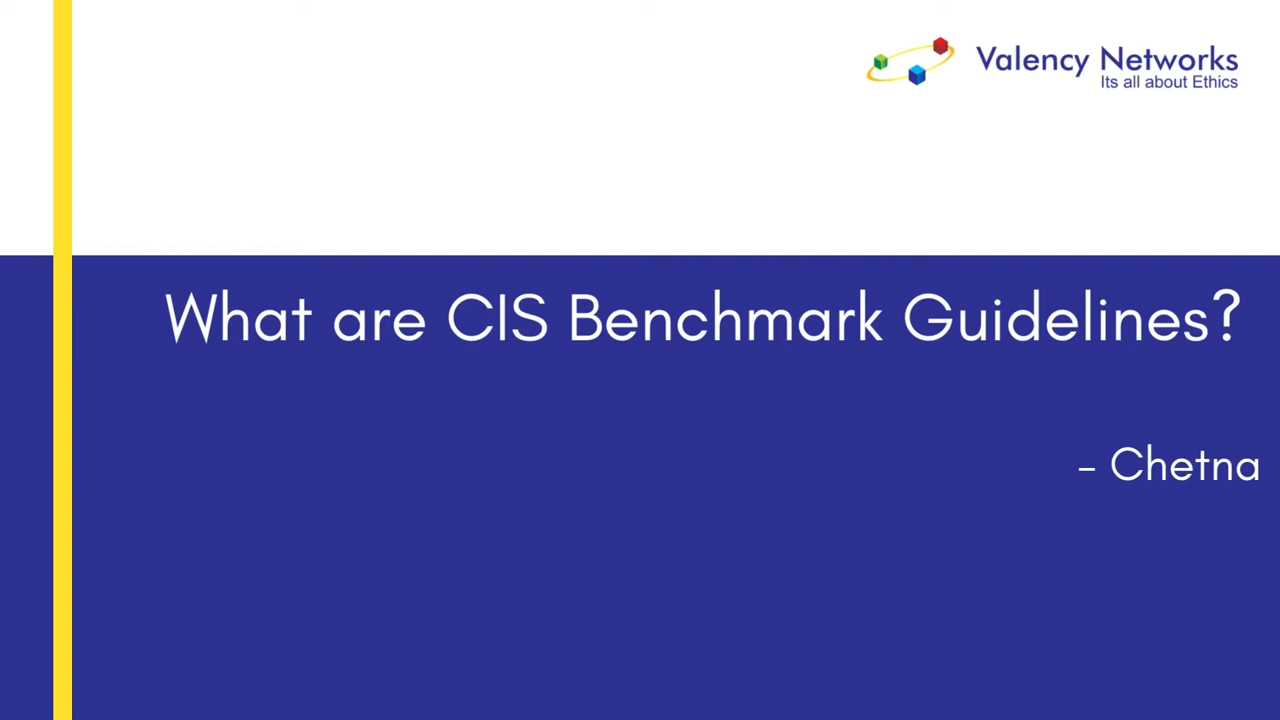 Valency Networks
Its all about Ethics
What are CIS Benchmark Guidelines?
- Chetna